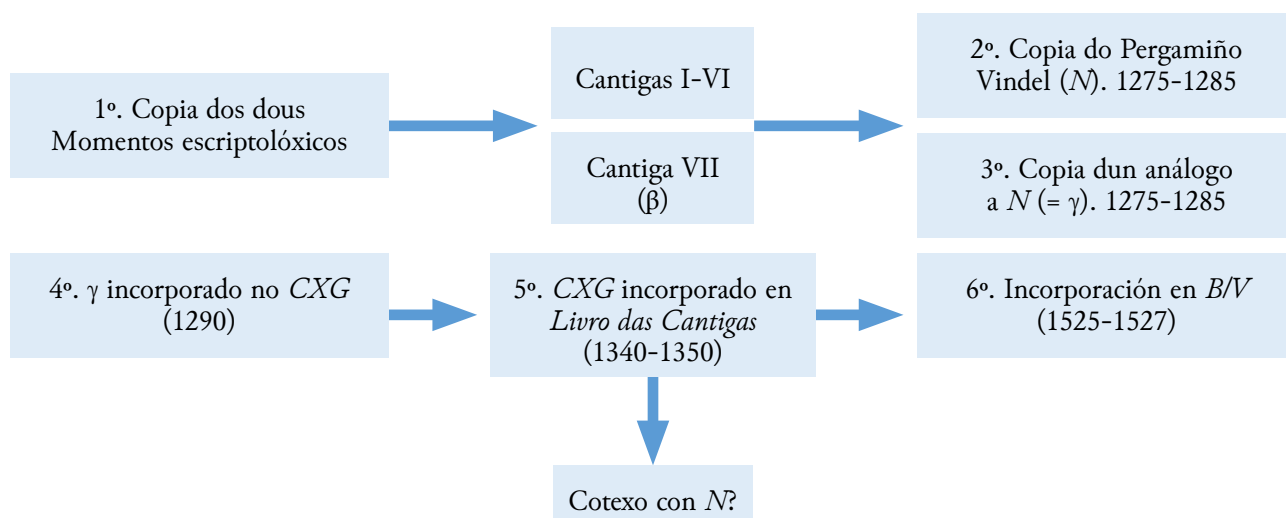 1º. Copia dos dous
Momentos escriptolóxicos
Cantigas I-VI
Cantiga VII
(β)
2º. Copia do Pergamiño
Vindel (N). 1275-1285
3º. Copia dun análogo
a N (= γ). 1275-1285
4º. γ incorporado no CXG
(1290)
5º. CXG incorporado en
Livro das Cantigas
(1340-1350)
6º. Incorporación en B/V
(1525-1527)
Cotexo con N?